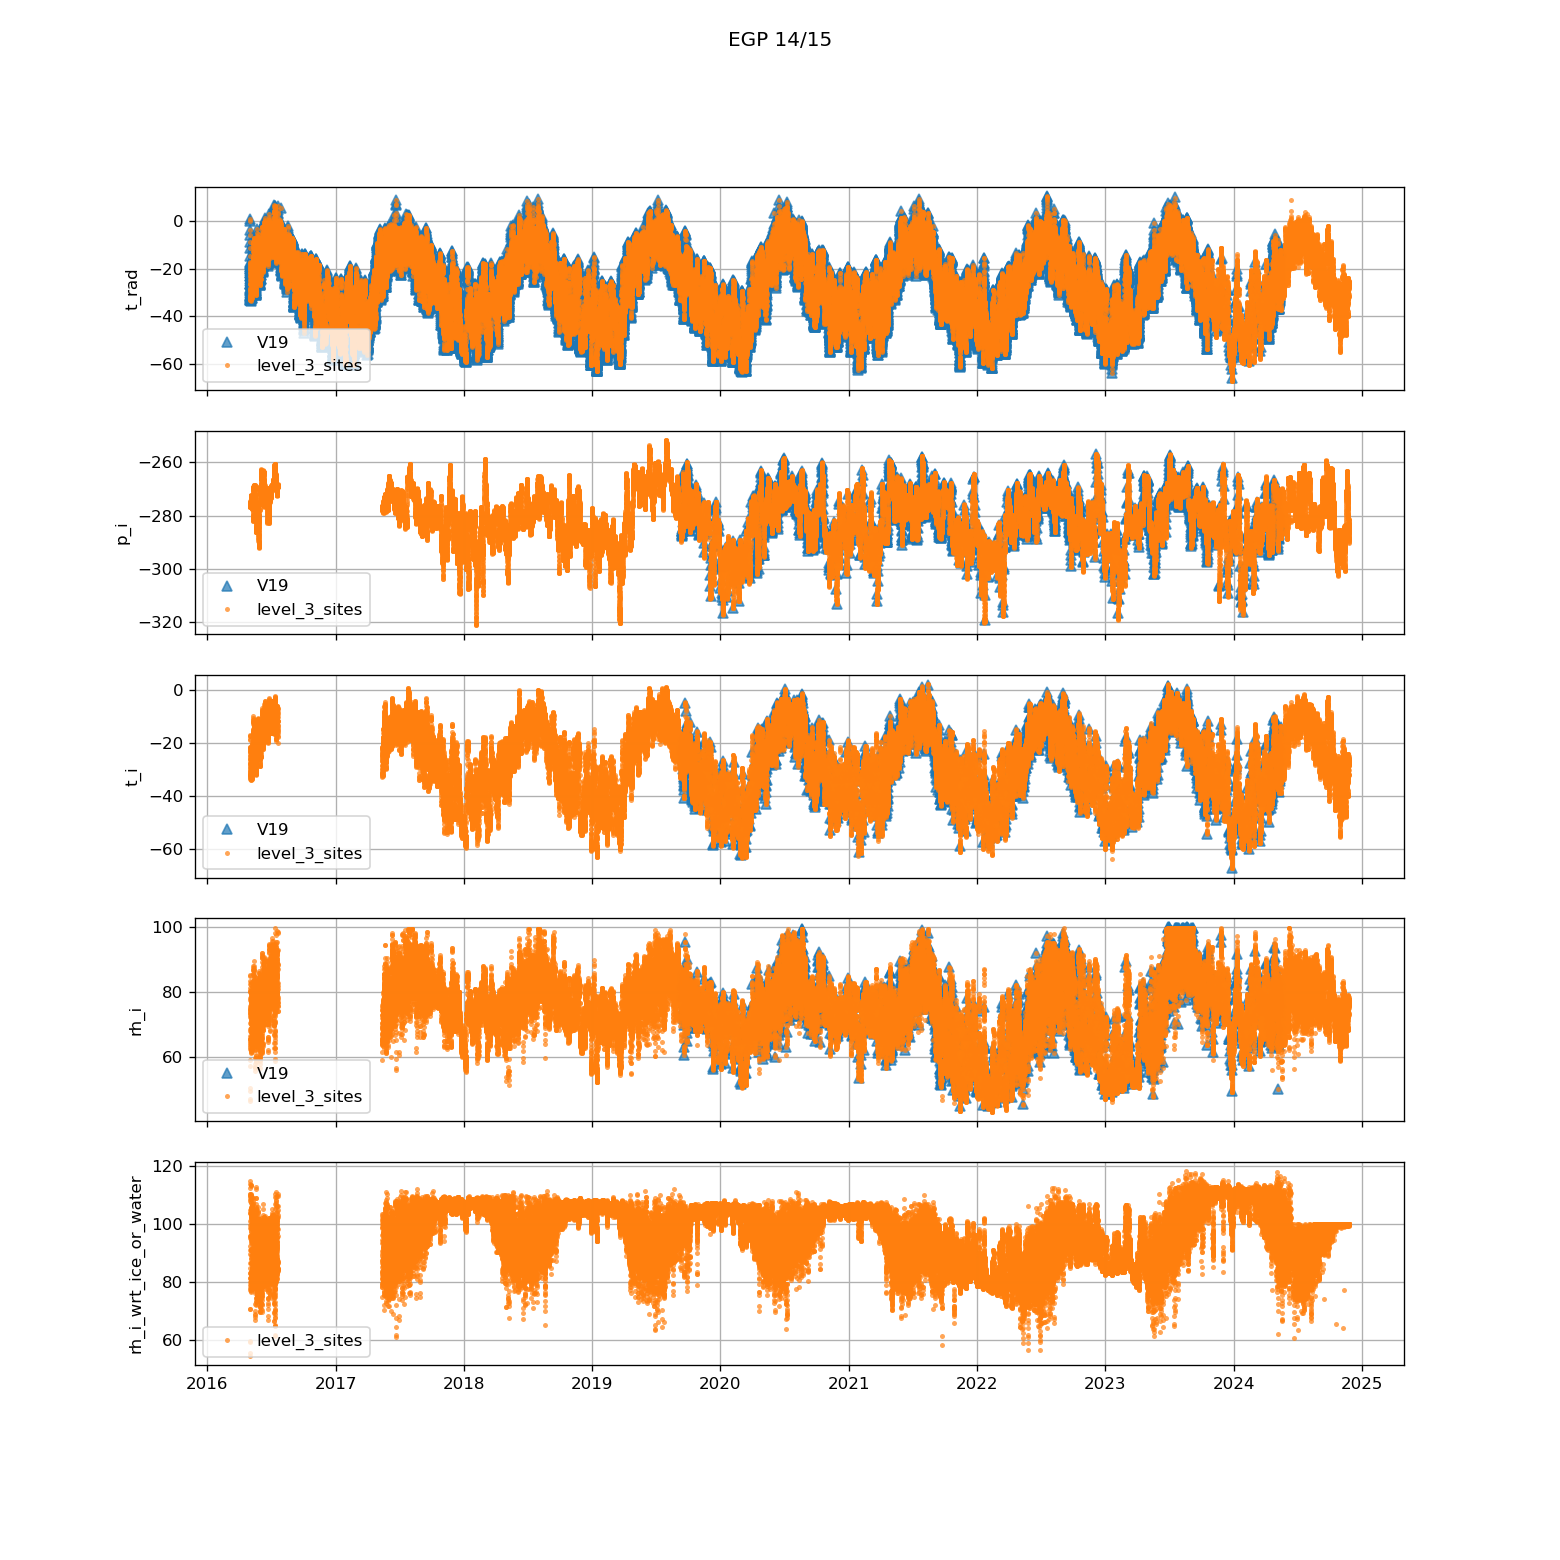 EGP 14/15
0
−20
−40
−60
t_rad
V19
level_3_sites
−260
−280
−300
−320
p_i
V19
level_3_sites
0
−20
−40
−60
t_i
V19
level_3_sites
100
80
60
rh_i
V19
level_3_sites
120
100
80
60
rh_i_wrt_ice_or_water
level_3_sites
2016 2017 2018 2019 2020 2021 2022 2023 2024 2025